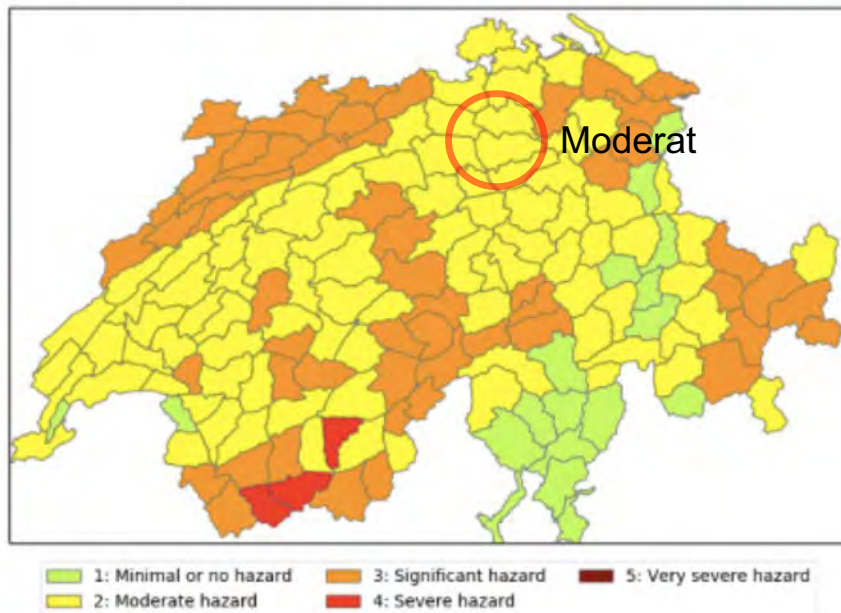 Moderat
1: Minimal or no hazard
3: Significant hazard
5: Very severe hazard
2: Moderate hazard
4: Severe hazard